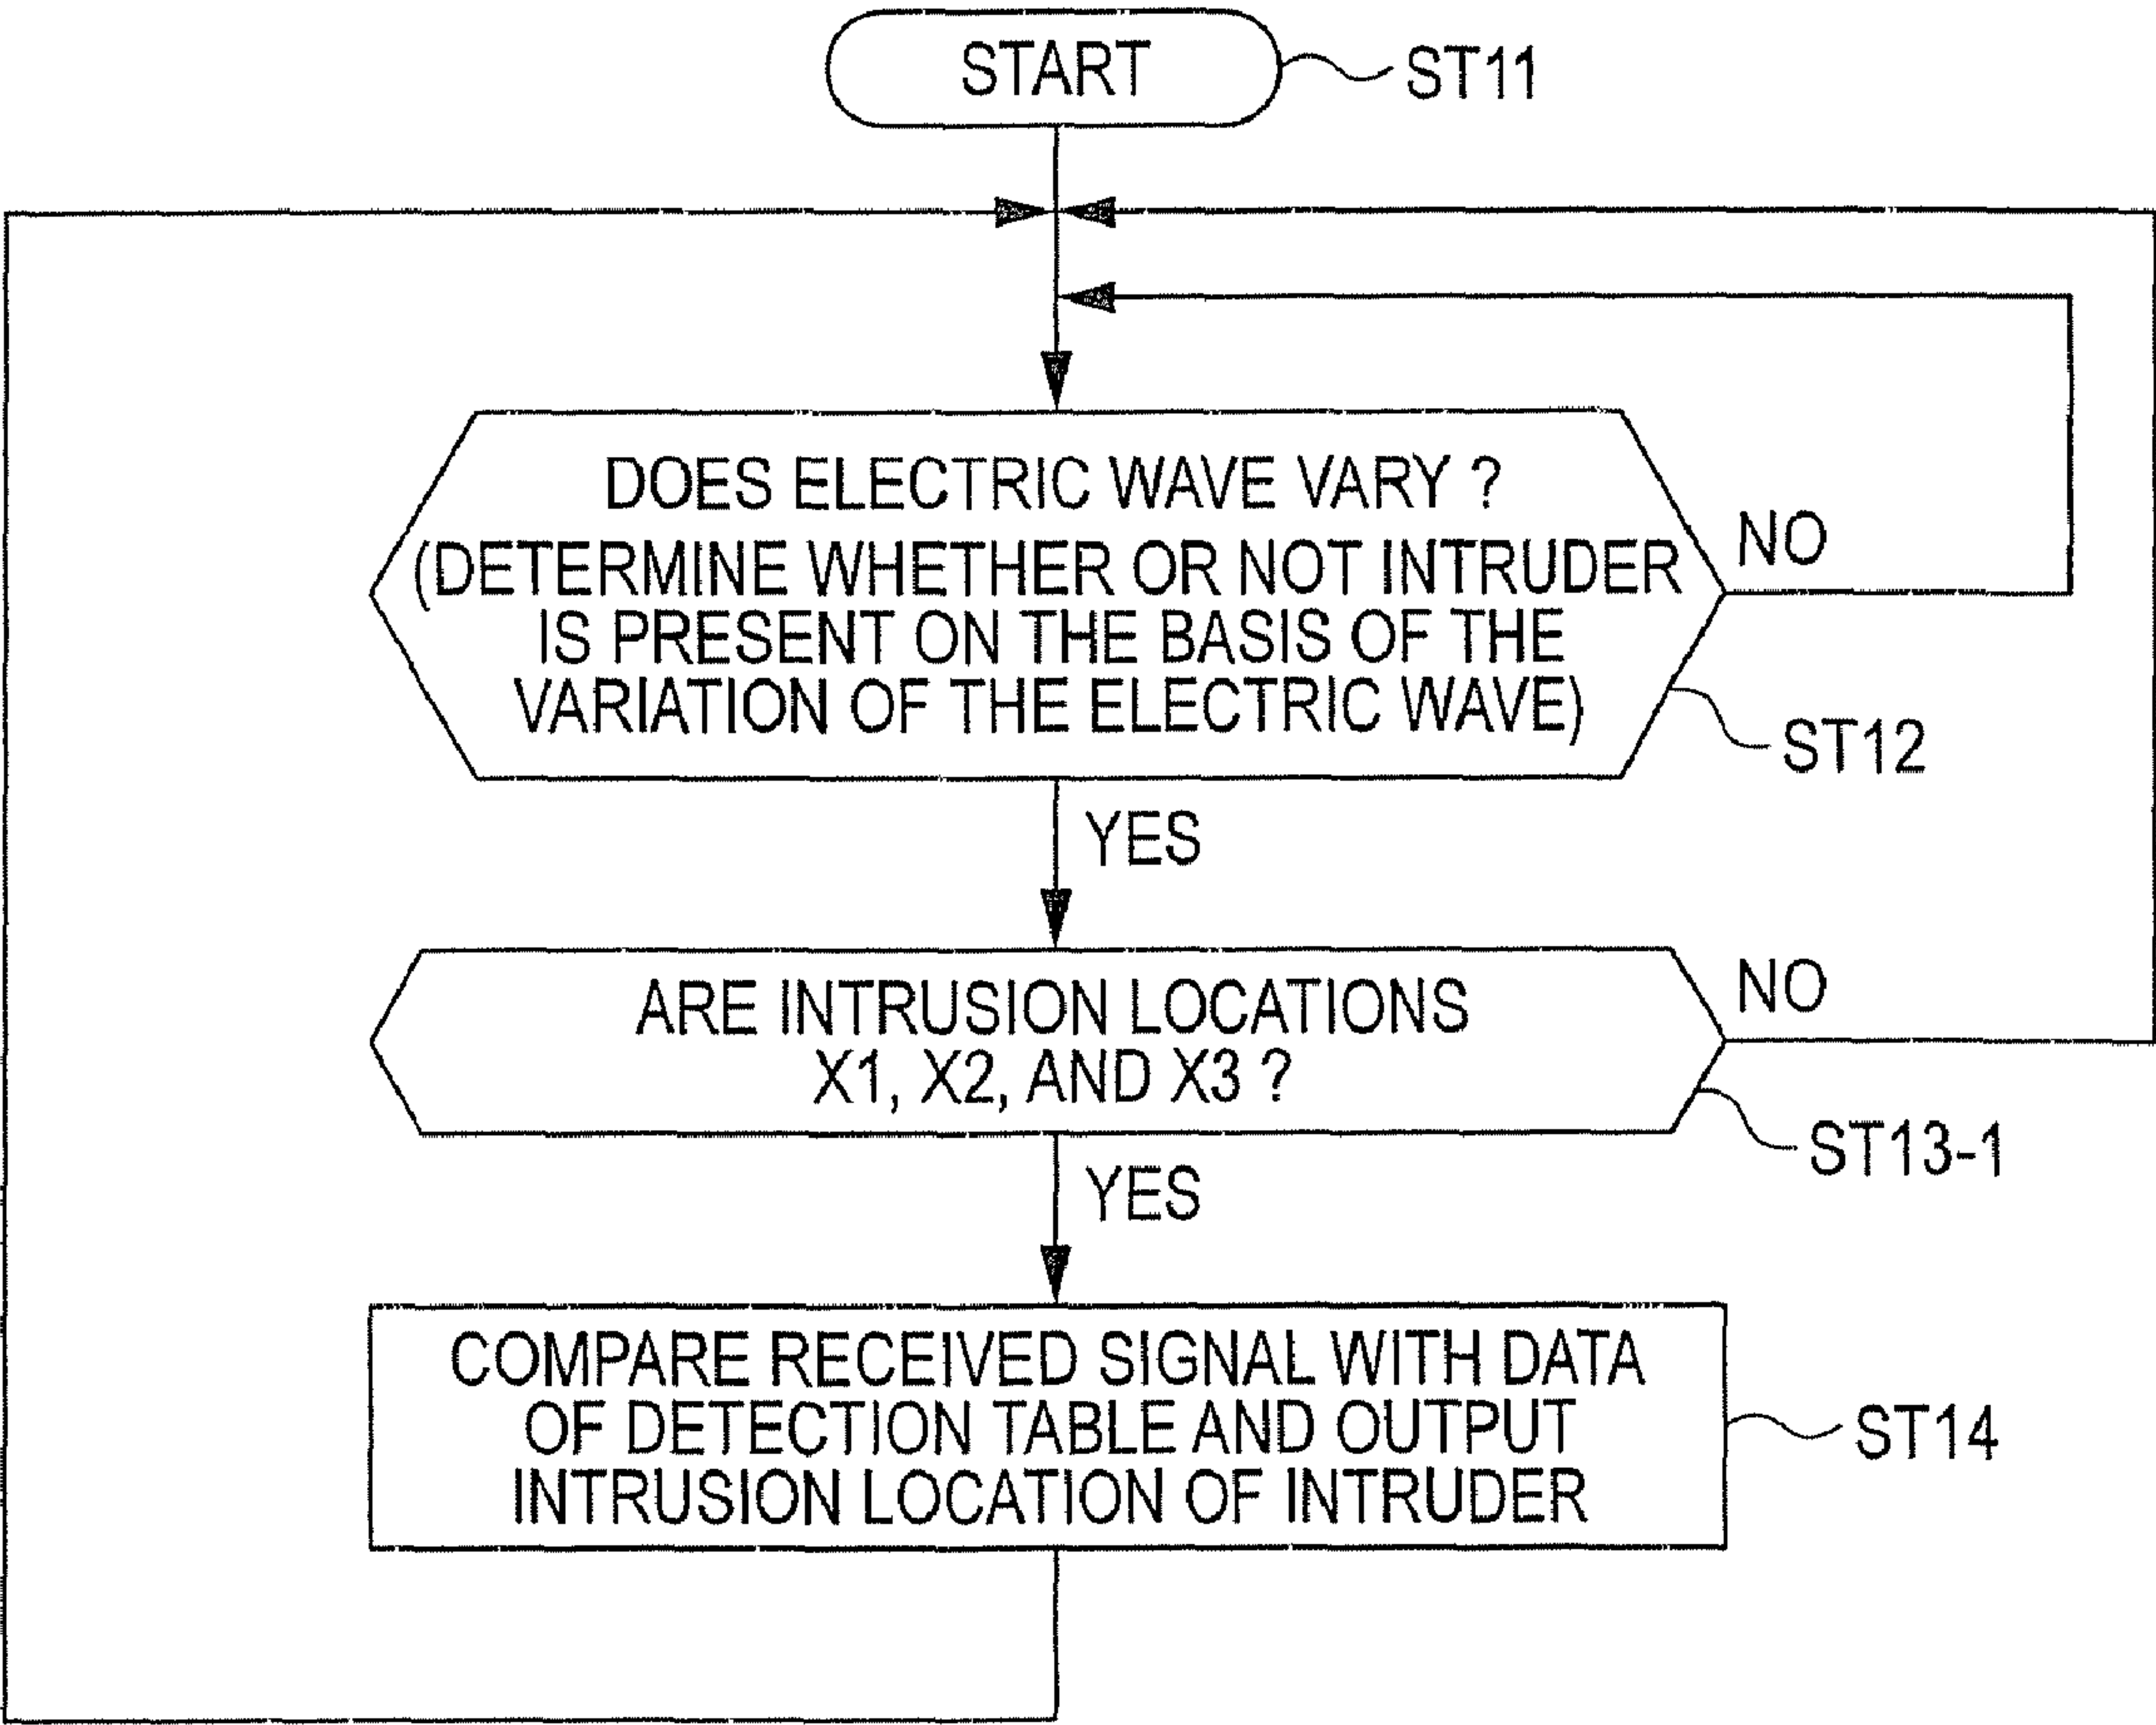 START
ST11
DOES ELECTRIC WAVE VARY ?
(DETERMINE WHETHER OR NOT INTRUDER
IS PRESENT ON THE BASIS OF THE
VARIATION OF THE ELECTRIC WAVE)
NO
ST12
YES
ARE INTRUSION LOCATIONS
X1, X2, AND X3 ?
NO
ST13-1
YES
COMPARE RECEIVED SIGNAL WITH DATA
OF DETECTION TABLE AND OUTPUT
INTRUSION LOCATION OF INTRUDER
ST14